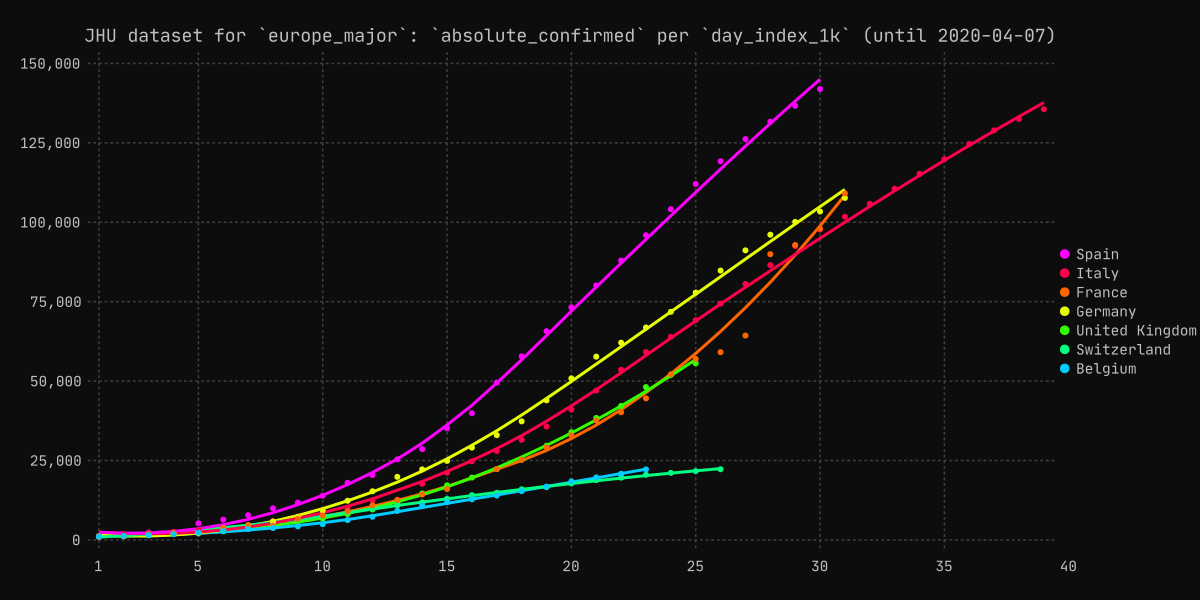 JHU dataset for `europe_major`: `absolute_confirmed` per `day_index_1k` (until 2020-04-07)
150,000
125,000
100,000
75,000
50,000
25,000
0
1 5 10 15 20 25 30 35 40
Spain
Italy
France
Germany
United Kingdom
Switzerland
Belgium